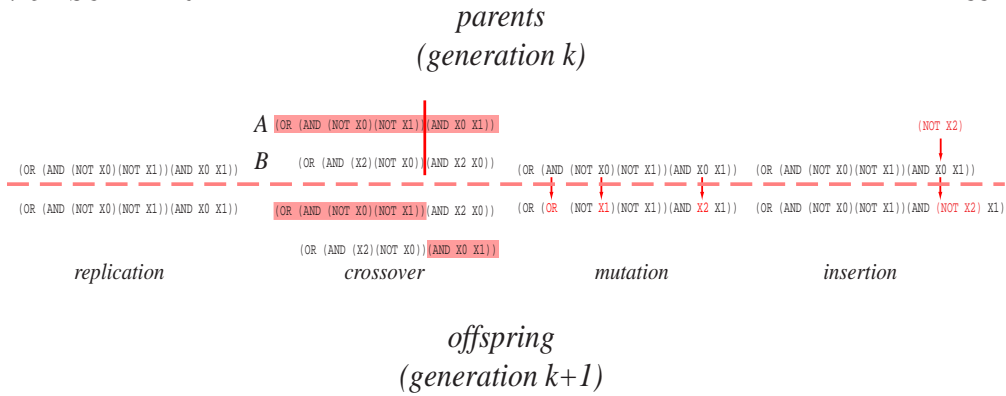 parents
(generation k)
(NOT X2)
A (OR (AND (NOT X0)(NOT X1))(AND X0 X1))
B (OR (AND (X2)(NOT X0))(AND X2 X0))
(OR (AND (NOT X0)(NOT X1))(AND X0 X1))
(OR (AND (NOT X0)(NOT X1))(AND X0 X1))
(OR (AND (NOT X0)(NOT X1))(AND X0 X1))
(OR (AND (NOT X0)(NOT X1))(AND X0 X1))
(OR (AND (NOT X0)(NOT X1))(AND X2 X0))
(OR (OR (NOT X1)(NOT X1))(AND X2 X1))
(OR (AND (NOT X0)(NOT X1))(AND (NOT X2) X1)
(OR (AND (X2)(NOT X0))(AND X0 X1))
replication
crossover
mutation
insertion
offspring
(generation k+1)